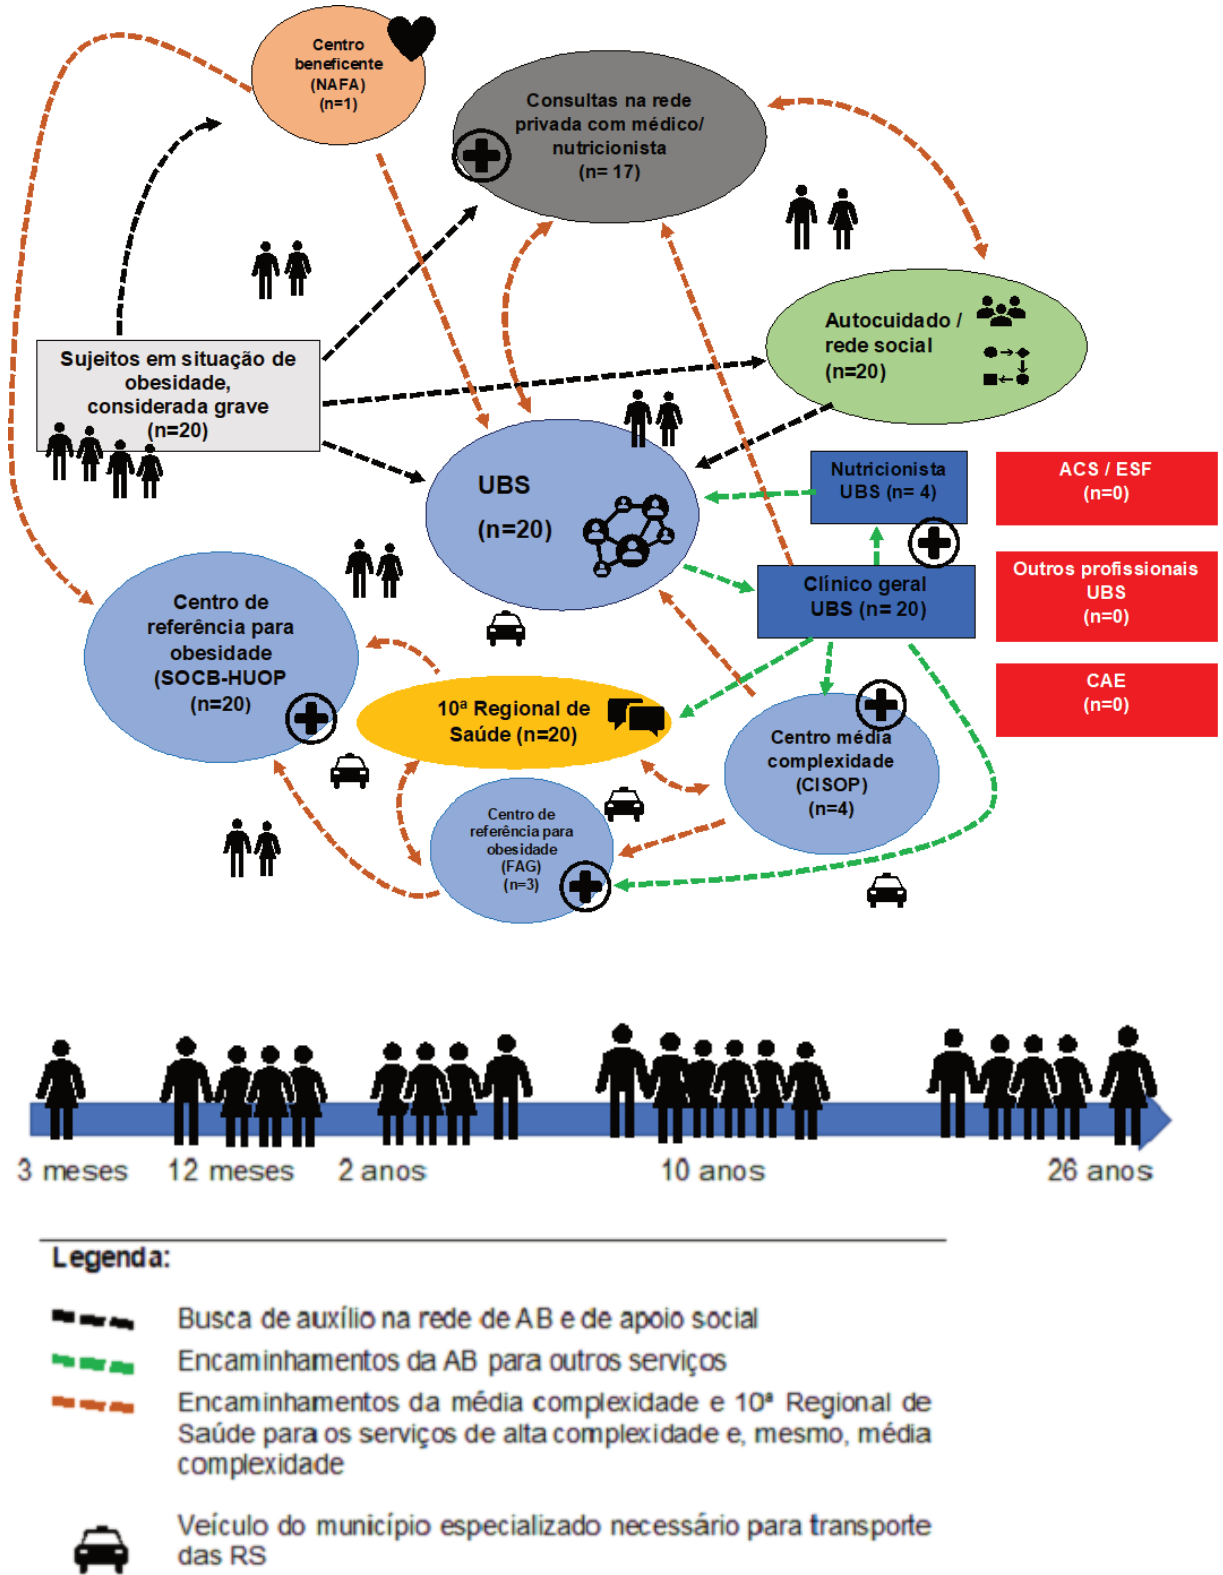 Centro
beneficente
(NAFA)
(n=1)
Consultas na rede
privada com médico/
nutricionista
(n= 17)
Autocuidado /
rede social
(n=20)
Sujeitos em situação de
obesidade,
considerada grave
(n=20)
UBS
(n=20)
Nutricionista
UBS (n= 4)
ACS / ESF
(n=0)
Clínico geral
UBS (n= 20)
Outros profissionais
UBS
(n=0)
CAE
(n=0)
Centro de
referência para
obesidade
(SOCB-HUOP
(n=20)
10ª Regional de
Saúde (n=20)
Centro média
complexidade
(CISOP)
(n=4)
Centro de
referência para
obesidade
(FAG)
(n=3)
3 meses
12 meses
2 anos
10 anos
26 anos
Legenda:
Busca de auxílio na rede de AB e de apoio social
Encaminhamentos da AB para outros serviços
Encaminhamentos da média complexidade e 10ª Regional de
Saúde para os serviços de alta complexidade e, mesmo, média
complexidade
Veículo do município especializado necessário para transporte
das RS